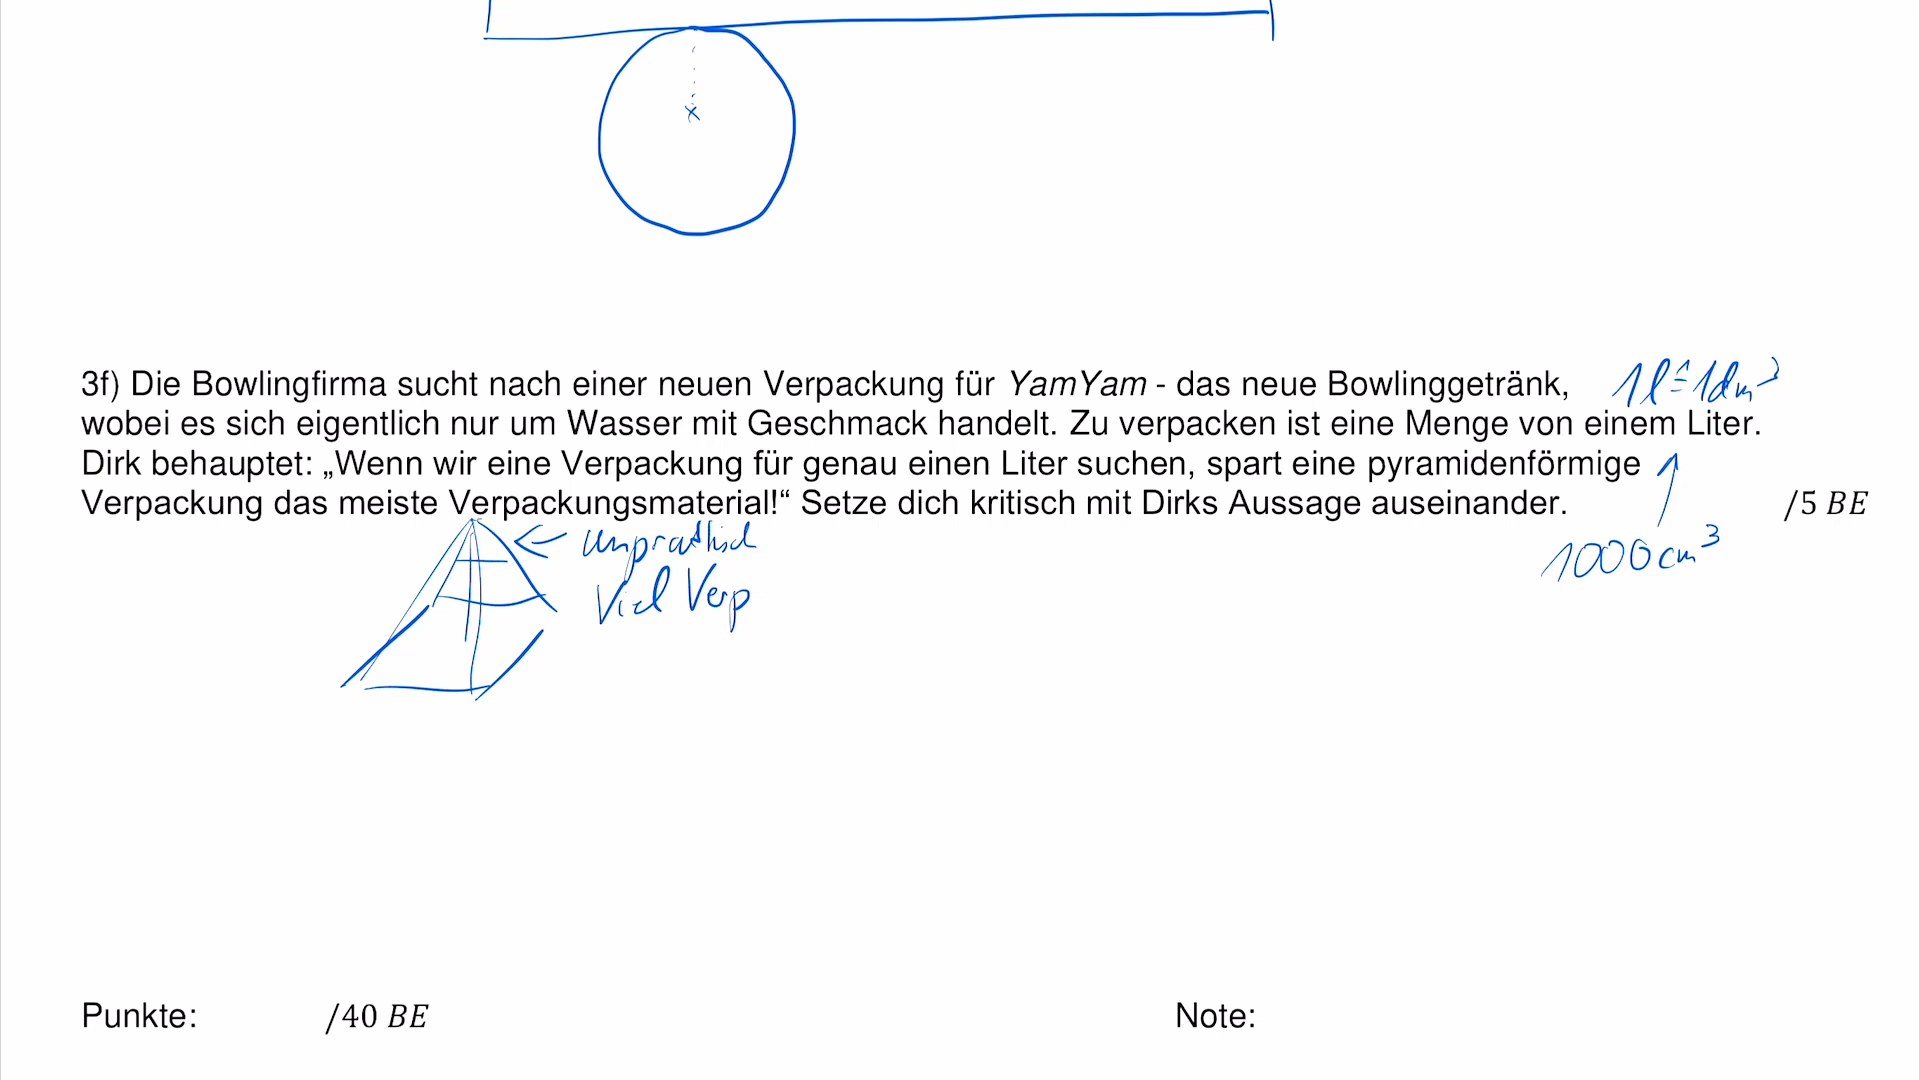 x
3f) Die Bowlingfirma sucht nach einer neuen Verpackung für YamYam - das neue Bowlinggetränk, 1l ≙ 1dm³
wobei es sich eigentlich nur um Wasser mit Geschmack handelt. Zu verpacken ist eine Menge von einem Liter.
Dirk behauptet: „Wenn wir eine Verpackung für genau einen Liter suchen, spart eine pyramidenförmige
Verpackung das meiste Verpackungsmaterial!“ Setze dich kritisch mit Dirks Aussage auseinander. /5 BE
unpraktisch
1000cm³
Viel Verp
Punkte: /40 BE Note: